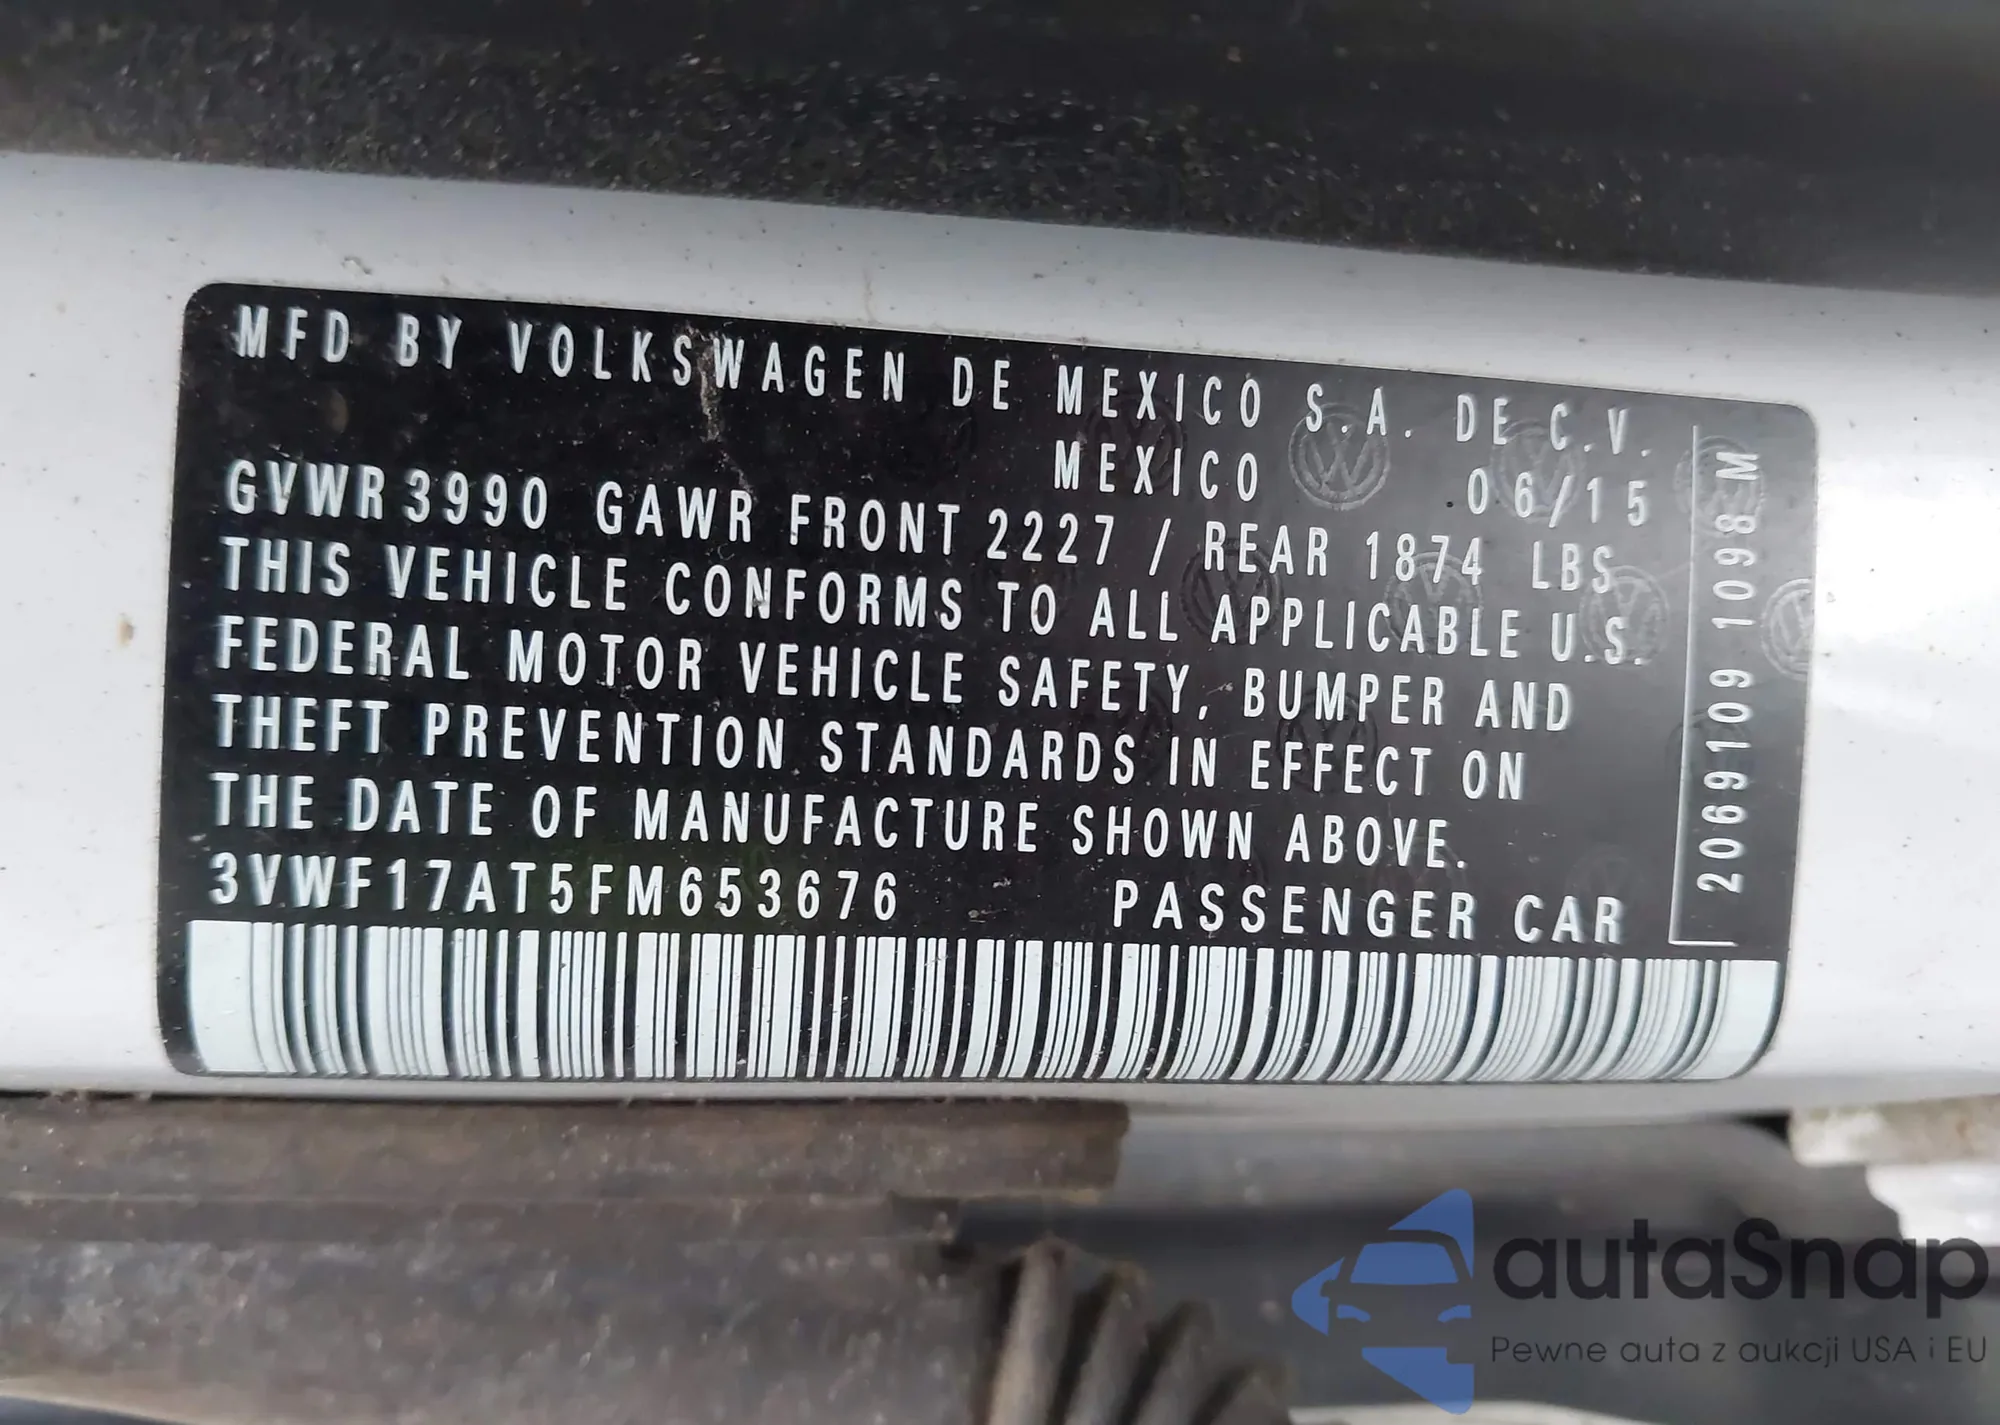 MFD BY VOLKSWAGEN DE MEXICO S.A. DE C.V.
MEXICO 06/15
GVWR 3990 GAWR FRONT 2227 / REAR 1874 LBS
THIS VEHICLE CONFORMS TO ALL APPLICABLE U.S.
FEDERAL MOTOR VEHICLE SAFETY, BUMPER AND
THEFT PREVENTION STANDARDS IN EFFECT ON
THE DATE OF MANUFACTURE SHOWN ABOVE.
3VWF17AT5FM653676 PASSENGER CAR
2069109 1098 M
autaSnap
Pewne auta z aukcji USA i EU